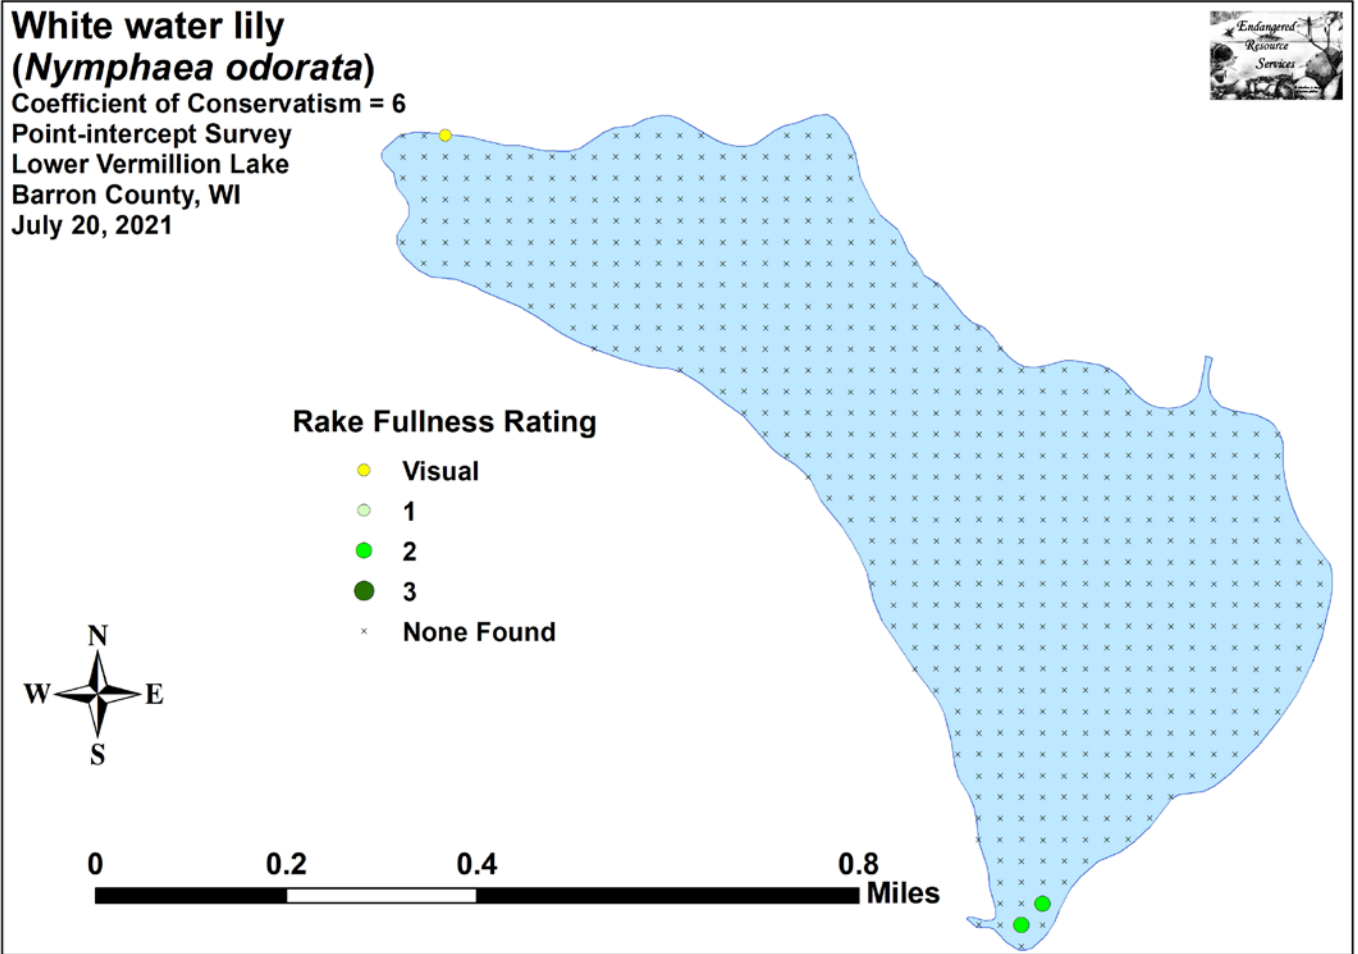 White water lily
(Nymphaea odorata)
Coefficient of Conservatism = 6
Point-intercept Survey
Lower Vermillion Lake
Barron County, WI
July 20, 2021
Endangered
Resource
Services
Rake Fullness Rating
Visual
1
2
3
None Found
N
W E
S
0 0.2 0.4 0.8
Miles